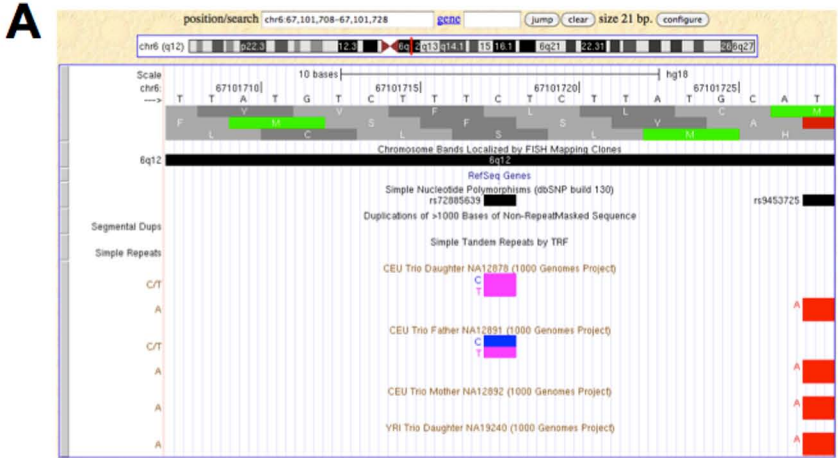 A
position/search chr6:67,101,708-67,101,728 gene jump clear size 21 bp. configure
chr6 (q12) p22.3 12.3 6q 2 q13 q14.1 15 16.1 6q21 22.31 6q27
Scale 10 bases hg18
chr6: 67101710 67101715 67101720 67101725
---> T T A T G T C T T T C T C T T A T G C A T
Y V F L L C M
F M S F S Y A
L C L S L M H
Chromosome Bands Localized by FISH Mapping Clones
6q12 6q12
RefSeq Genes
Simple Nucleotide Polymorphisms (dbSNP build 130)
rs72885639 rs9453725
Duplications of >1000 Bases of Non-RepeatMasked Sequence
Segmental Dups
Simple Tandem Repeats by TRF
Simple Repeats
CEU Trio Daughter NA12878 (1000 Genomes Project)
C/T C
T
A A
CEU Trio Father NA12891 (1000 Genomes Project)
C/T C
T
A A
CEU Trio Mother NA12892 (1000 Genomes Project)
A A
YRI Trio Daughter NA19240 (1000 Genomes Project)
A A